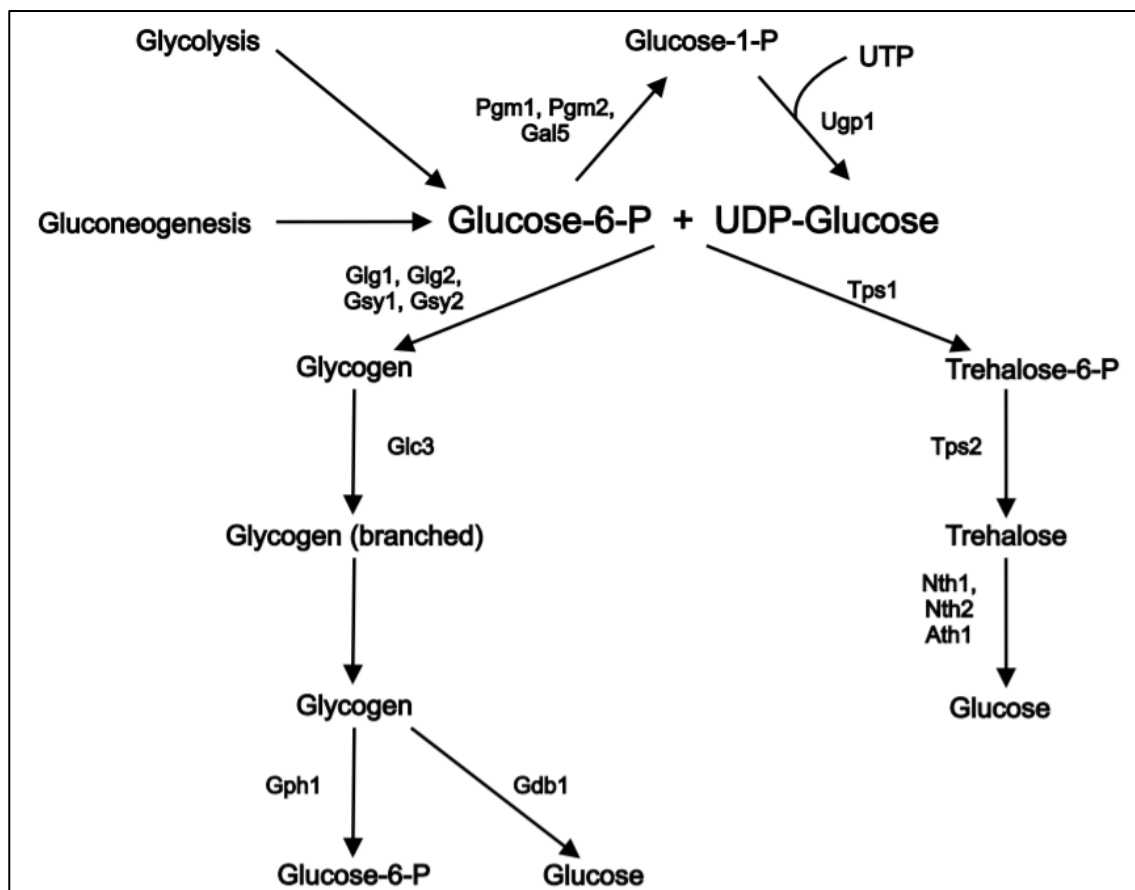 Glycolysis
Glucose-1-P
UTP
Pgm1, Pgm2,
Gal5
Ugp1
Gluconeogenesis
Glucose-6-P + UDP-Glucose
Glg1, Glg2,
Gsy1, Gsy2
Tps1
Glycogen
Trehalose-6-P
Glc3
Tps2
Glycogen (branched)
Trehalose
Nth1,
Nth2
Ath1
Glycogen
Glucose
Gph1
Gdb1
Glucose-6-P
Glucose